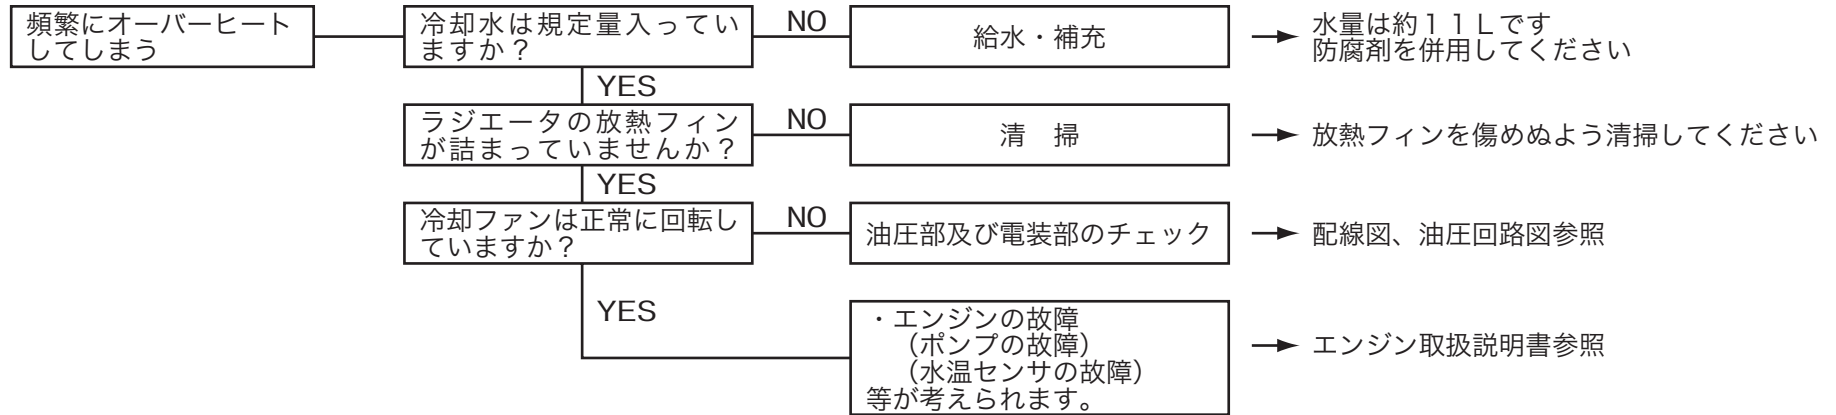 頻繁にオーバーヒート
してしまう
冷却水は規定量入ってい
ますか？
NO
給水・補充
水量は約１１Ｌです
防腐剤を併用してください
YES
ラジエータの放熱フィン
が詰まっていませんか？
NO
清　掃
放熱フィンを傷めぬよう清掃してください
YES
冷却ファンは正常に回転し
ていますか？
NO
油圧部及び電装部のチェック
配線図、油圧回路図参照
YES
・エンジンの故障
（ポンプの故障）
（水温センサの故障）
等が考えられます。
エンジン取扱説明書参照